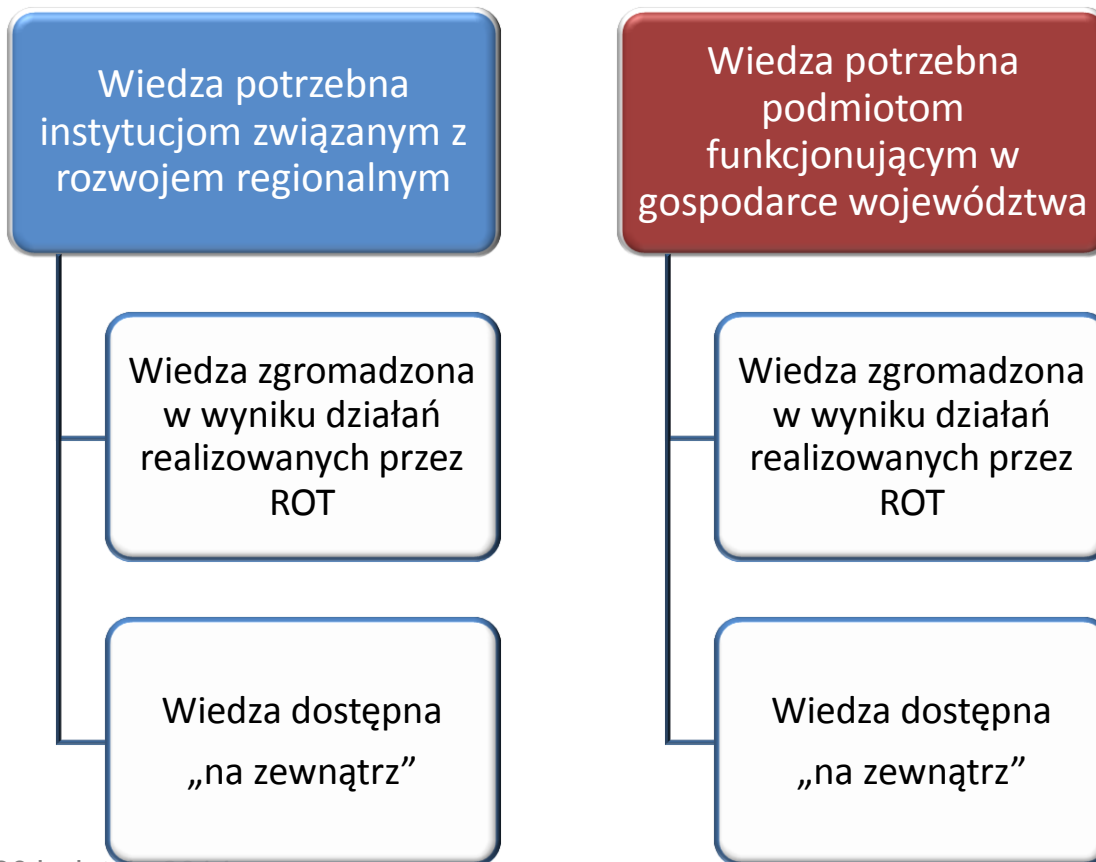 Wiedza potrzebna
instytucjom związanym z
rozwojem regionalnym
Wiedza zgromadzona
w wyniku działań
realizowanych przez
ROT
Wiedza dostępna
„na zewnątrz”
Wiedza potrzebna
podmiotom
funkcjonującym w
gospodarce województwa
Wiedza zgromadzona
w wyniku działań
realizowanych przez
ROT
Wiedza dostępna
„na zewnątrz”